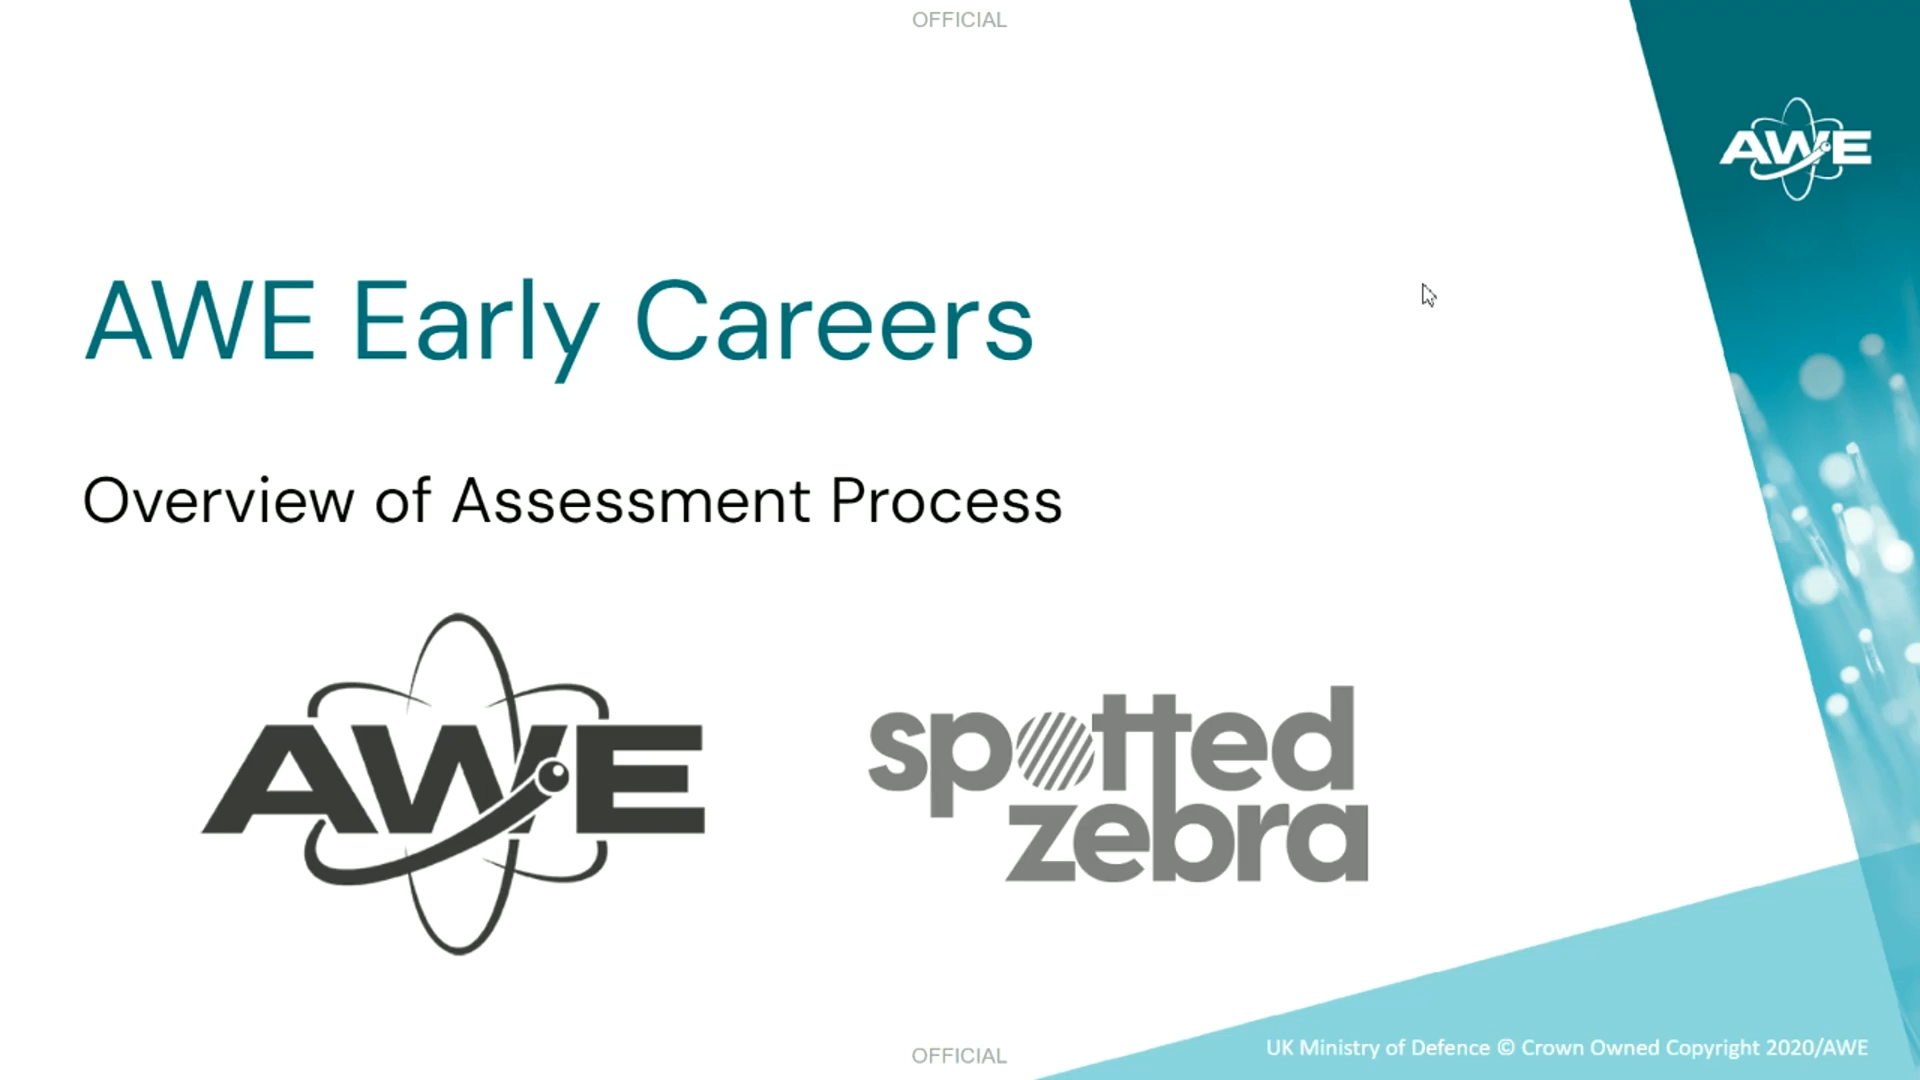 OFFICIAL
AWE
AWE Early Careers
Overview of Assessment Process
AWE
spotted
zebra
OFFICIAL
UK Ministry of Defence © Crown Owned Copyright 2020/AWE